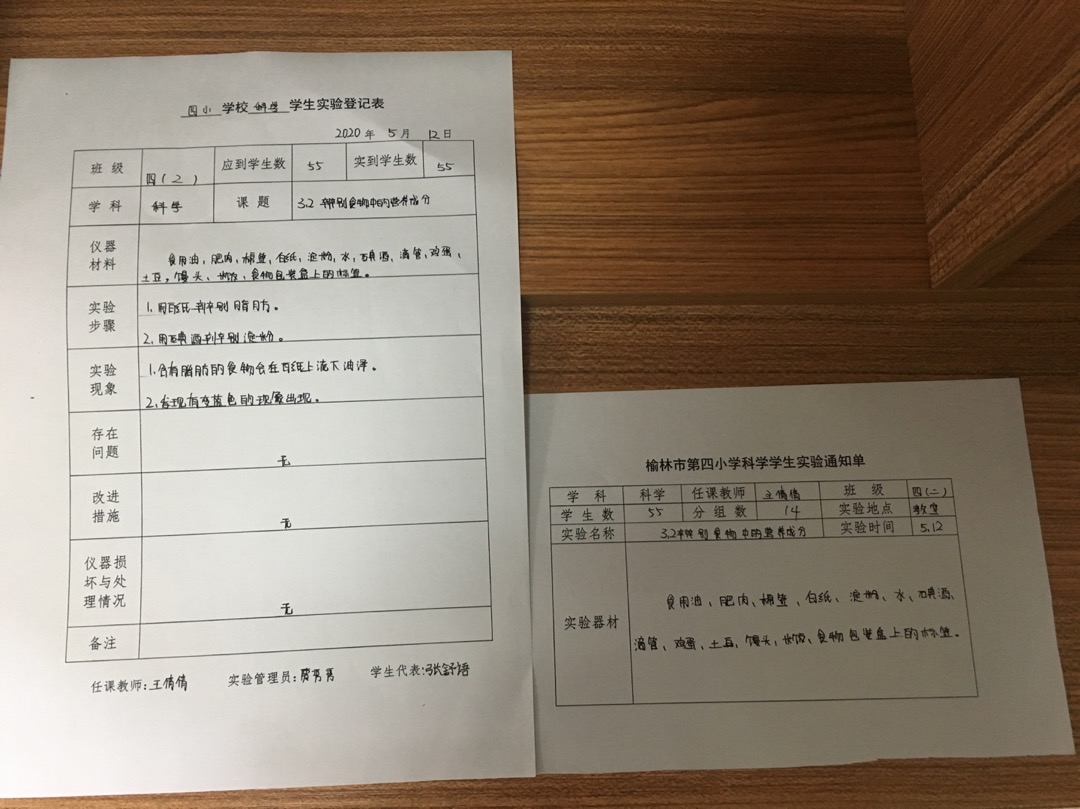 四小 学校 科学 学生实验登记表
2020 年 5 月 12 日
班 级 四(2) 应到学生数 55 实到学生数 55
学 科 科学 课 题 3.2 辨别食物中的营养成分
仪器材料 食用油、肥肉、棉签、白纸、淀粉、水、碘酒、滴管、鸡蛋、
土豆、馒头、米饭、食物包装盒上的标签。
实验步骤 1.用白纸判别脂肪。
2.用碘酒判别淀粉。
实验现象 1.含有脂肪的食物会在白纸上流下油渍。
2.发现有变蓝色的现象出现。
存在问题 无
改进措施 无
仪器损坏与处理情况 无
备注
任课教师:王倩倩 实验管理员: 学生代表:张舒语
榆林市第四小学科学学生实验通知单
学 科 科学 任课教师 王倩倩 班 级 四(二)
学 生 数 55 分 组 数 14 实验地点 教室
实验名称 3.2辨别食物中的营养成分 实验时间 5.12
实验器材 食用油、肥肉、棉签、白纸、淀粉、水、碘酒、
滴管、鸡蛋、土豆、馒头、米饭、食物包装盒上的标签。